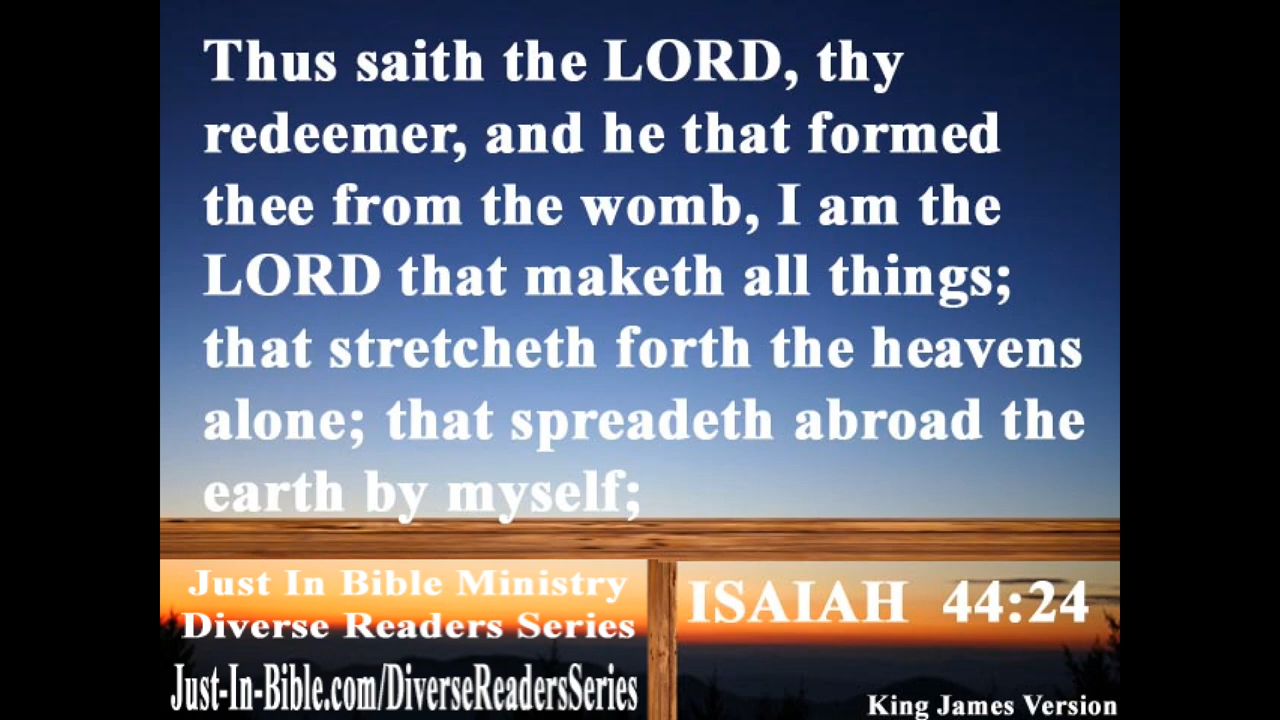 Thus saith the LORD, thy
redeemer, and he that formed
thee from the womb, I am the
LORD that maketh all things;
that stretcheth forth the heavens
alone; that spreadeth abroad the
earth by myself;
Just In Bible Ministry
Diverse Readers Series
Just-In-Bible.com/DiverseReadersSeries
ISAIAH 44:24
King James Version